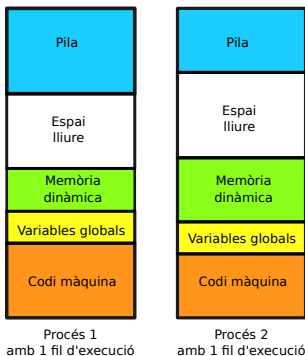 Pila
Espai
lliure
Memòria
dinàmica
Variables globals
Codi màquina
Procés 1
amb 1 fil d'execució
Pila
Espai
lliure
Memòria
dinàmica
Variables globals
Codi màquina
Procés 2
amb 1 fil d'execució